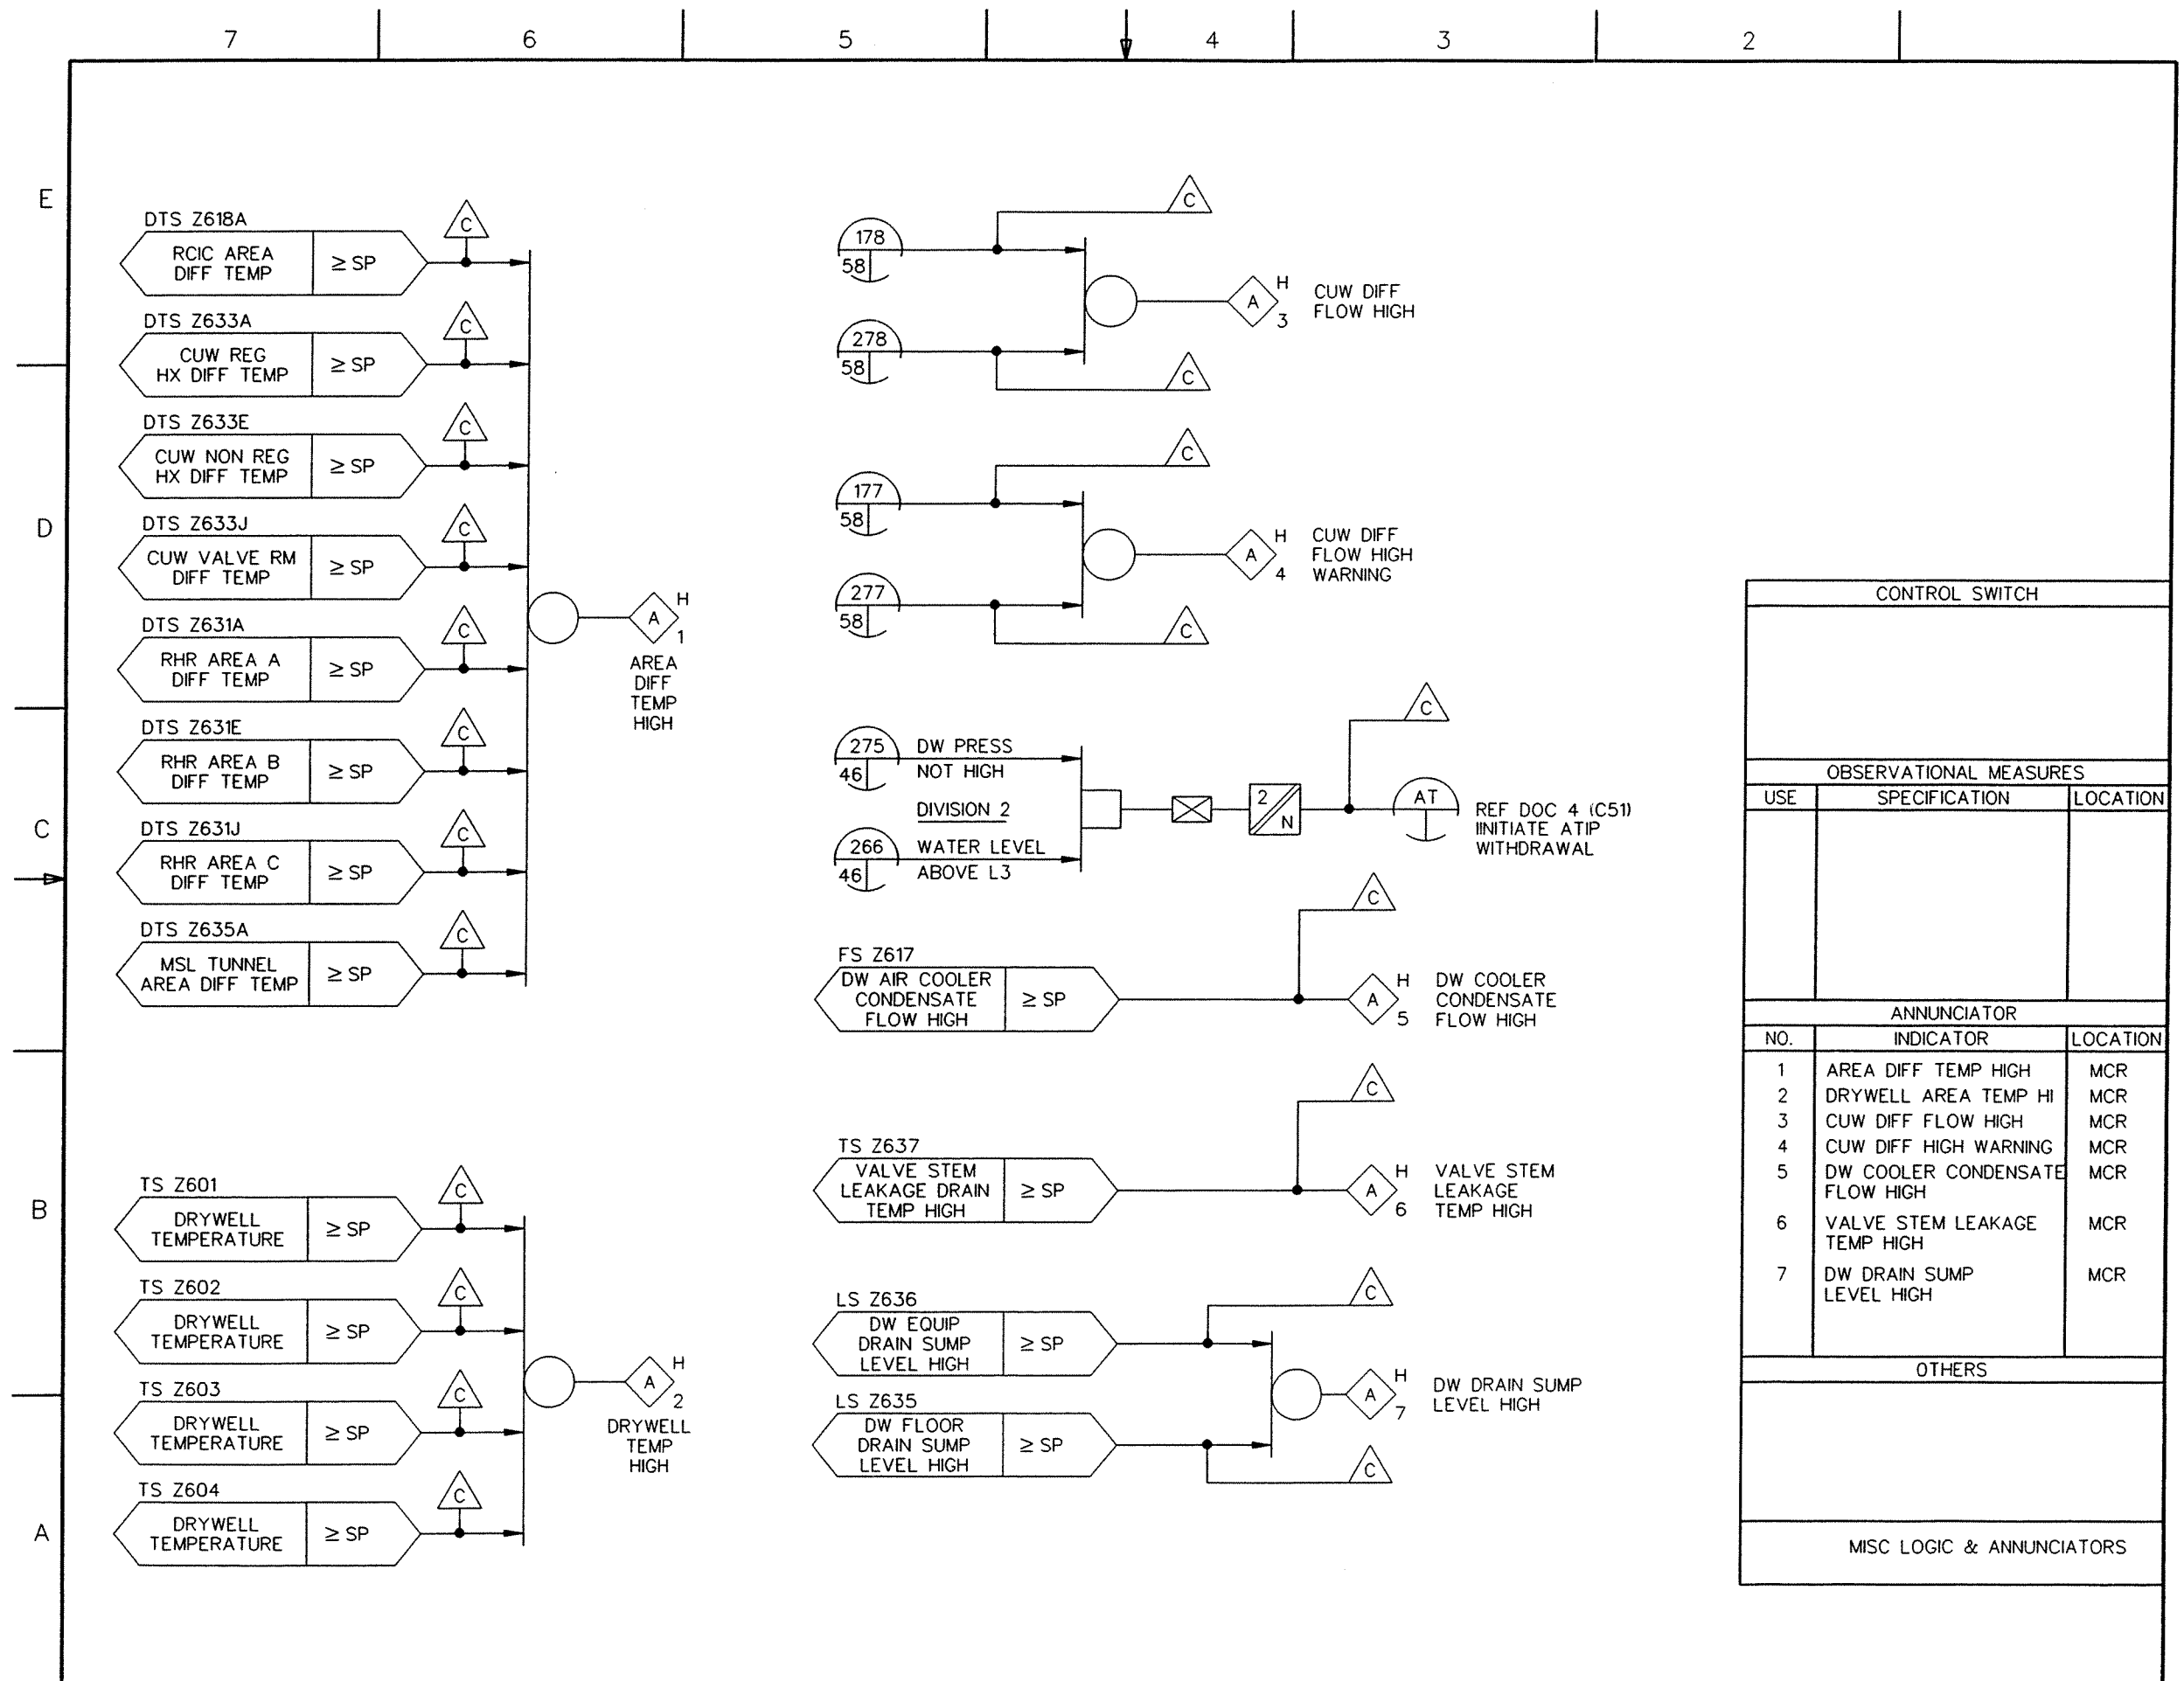 7
6
5
4
3
2
E
D
C
B
A
DTS Z618A
RCIC AREA
DIFF TEMP
≥ SP
C
DTS Z633A
CUW REG
HX DIFF TEMP
≥ SP
C
DTS Z633E
CUW NON REG
HX DIFF TEMP
≥ SP
C
DTS Z633J
CUW VALVE RM
DIFF TEMP
≥ SP
C
DTS Z631A
RHR AREA A
DIFF TEMP
≥ SP
C
DTS Z631E
RHR AREA B
DIFF TEMP
≥ SP
C
DTS Z631J
RHR AREA C
DIFF TEMP
≥ SP
C
DTS Z635A
MSL TUNNEL
AREA DIFF TEMP
≥ SP
C
A
H
1
AREA
DIFF
TEMP
HIGH
TS Z601
DRYWELL
TEMPERATURE
≥ SP
C
TS Z602
DRYWELL
TEMPERATURE
≥ SP
C
TS Z603
DRYWELL
TEMPERATURE
≥ SP
C
TS Z604
DRYWELL
TEMPERATURE
≥ SP
C
A
H
2
DRYWELL
TEMP
HIGH
178
58
C
278
58
C
A
H
3
CUW DIFF
FLOW HIGH
177
58
C
277
58
C
A
H
4
CUW DIFF
FLOW HIGH
WARNING
275
46
DW PRESS
NOT HIGH
DIVISION 2
266
46
WATER LEVEL
ABOVE L3
2
N
C
AT
REF DOC 4 (C51)
IINITIATE ATIP
WITHDRAWAL
FS Z617
DW AIR COOLER
CONDENSATE
FLOW HIGH
≥ SP
C
A
H
5
DW COOLER
CONDENSATE
FLOW HIGH
TS Z637
VALVE STEM
LEAKAGE DRAIN
TEMP HIGH
≥ SP
C
A
H
6
VALVE STEM
LEAKAGE
TEMP HIGH
LS Z636
DW EQUIP
DRAIN SUMP
LEVEL HIGH
≥ SP
C
LS Z635
DW FLOOR
DRAIN SUMP
LEVEL HIGH
≥ SP
C
A
H
7
DW DRAIN SUMP
LEVEL HIGH
CONTROL SWITCH
OBSERVATIONAL MEASURES
USE SPECIFICATION LOCATION
ANNUNCIATOR
NO. INDICATOR LOCATION
1 AREA DIFF TEMP HIGH MCR
2 DRYWELL AREA TEMP HI MCR
3 CUW DIFF FLOW HIGH MCR
4 CUW DIFF HIGH WARNING MCR
5 DW COOLER CONDENSATE MCR
FLOW HIGH
6 VALVE STEM LEAKAGE MCR
TEMP HIGH
7 DW DRAIN SUMP MCR
LEVEL HIGH
OTHERS
MISC LOGIC & ANNUNCIATORS